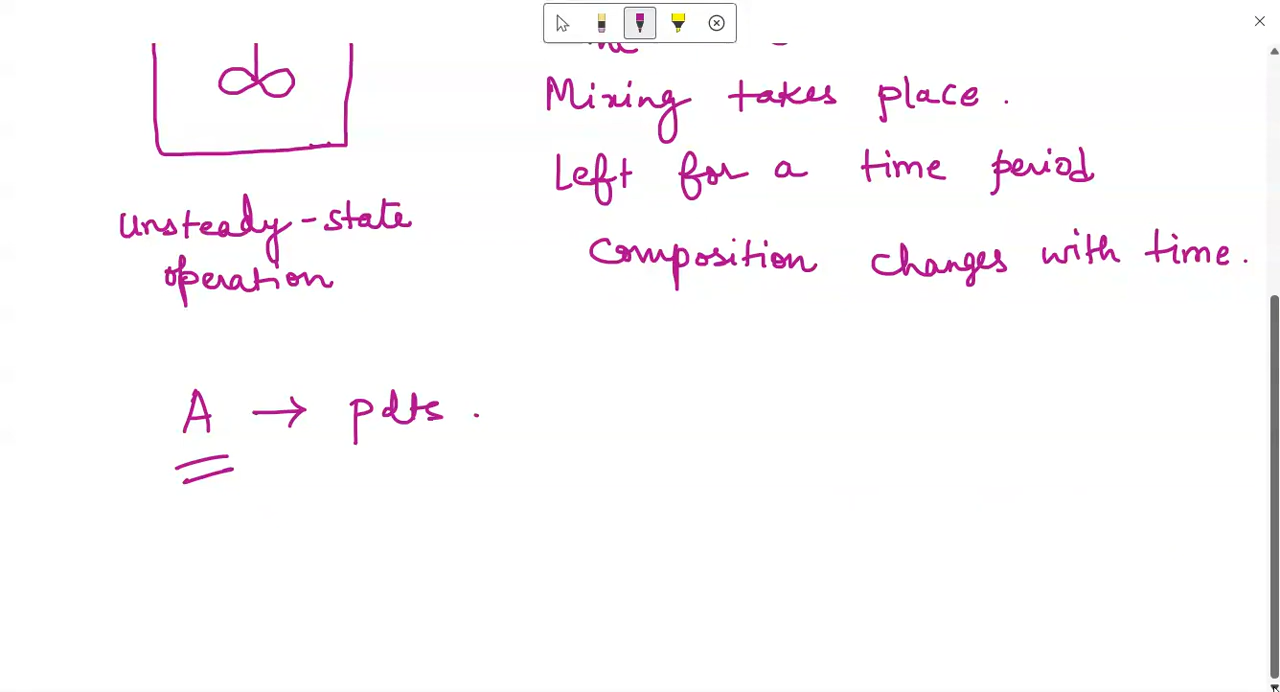 Mixing takes place .
Left for a time period
Composition changes with time .
Unsteady-state
operation
A → pdts .